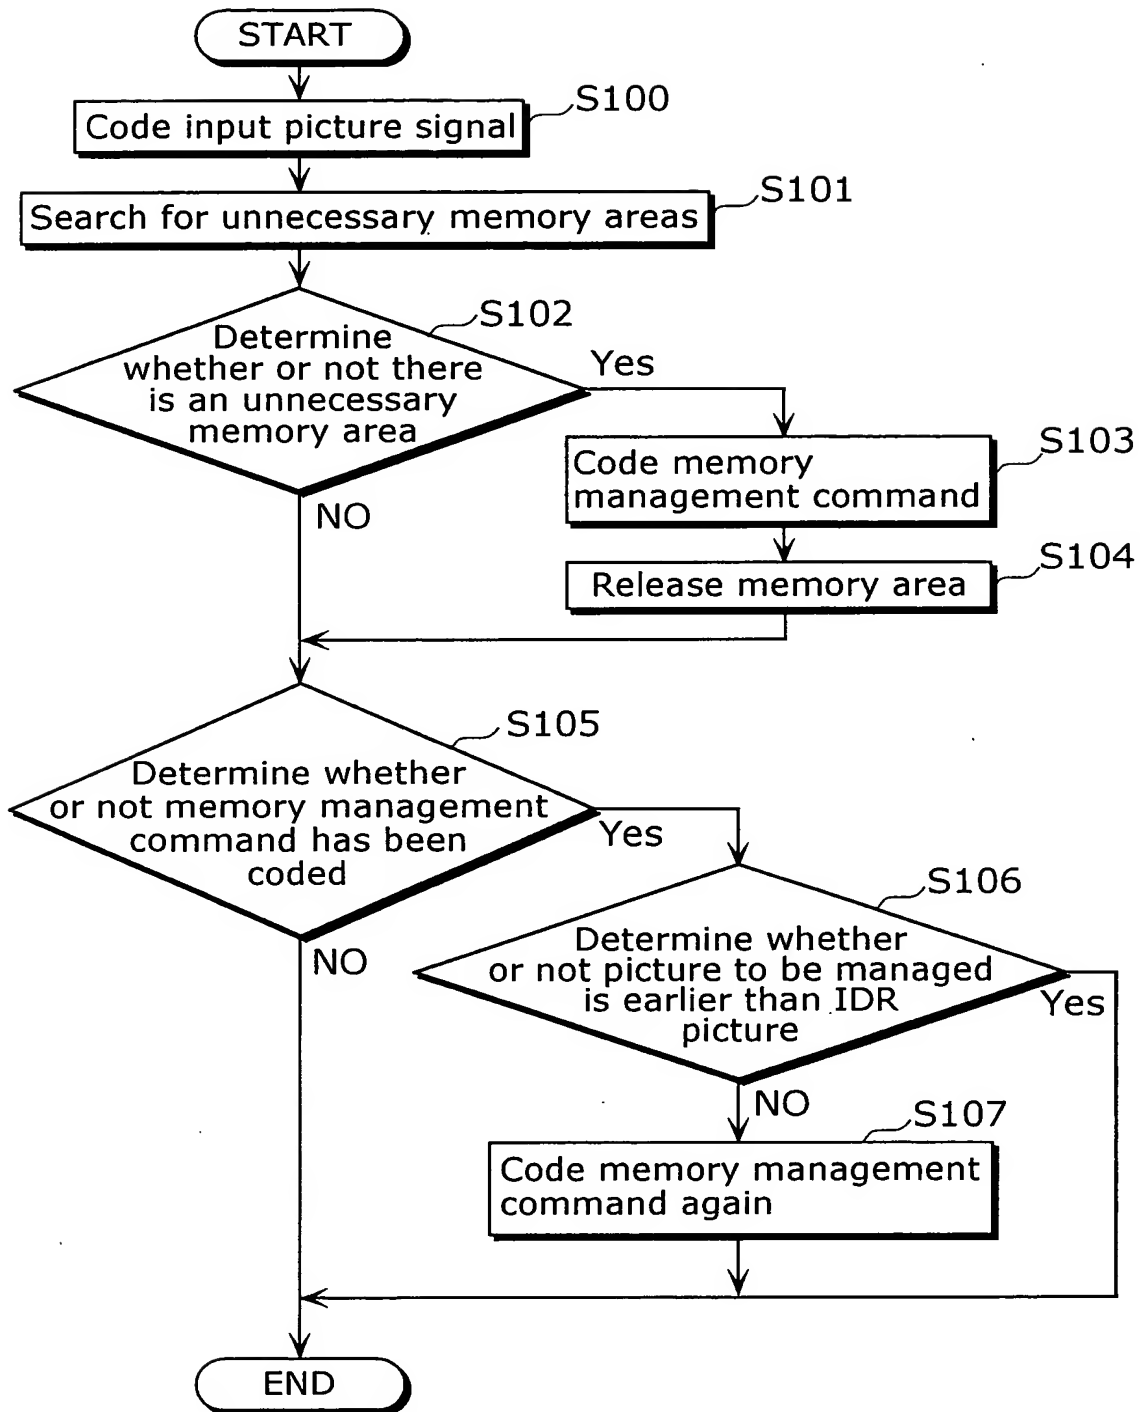 START
S100
Code input picture signal
S101
Search for unnecessary memory areas
S102
Determine
whether or not there
is an unnecessary
memory area
Yes
NO
S103
Code memory
management command
S104
Release memory area
S105
Determine whether
or not memory management
command has been
coded
Yes
NO
S106
Determine whether
or not picture to be managed
is earlier than IDR
picture
Yes
NO
S107
Code memory management
command again
END